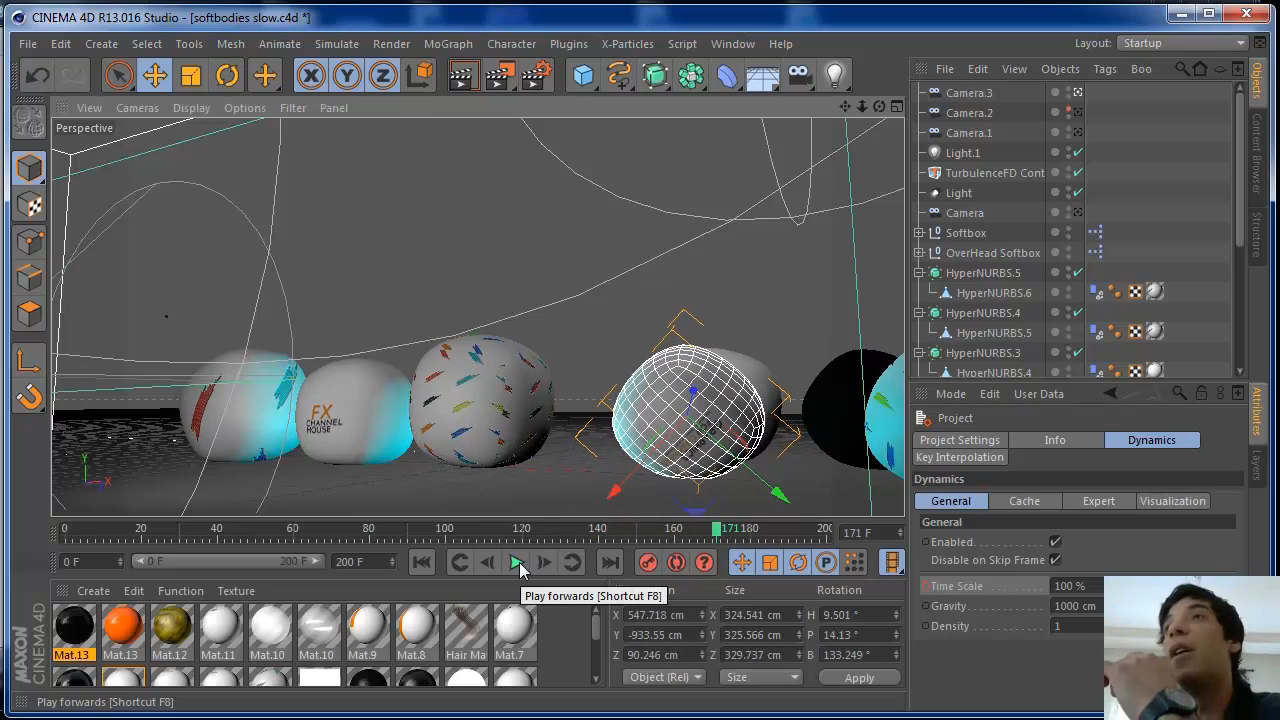 CINEMA 4D R13.016 Studio - [softbodies slow.c4d *]
File Edit Create Select Tools Mesh Animate Simulate Render MoGraph Character Plugins X-Particles Script Window Help
Layout: Startup
File Edit View Objects Tags Boo
View Cameras Display Options Filter Panel
Perspective
Camera.3
Camera.2
Camera.1
Light.1
TurbulenceFD Cont
Light
Camera
Softbox
OverHead Softbox
HyperNURBS.5
HyperNURBS.6
HyperNURBS.4
HyperNURBS.5
HyperNURBS.3
HyperNURBS.4
Objects
Content Browser
Structure
FX
CHANNEL
HOUSE
Y
Z X
Mode Edit User Data
Project
Project Settings Info Dynamics
Key Interpolation
Dynamics
General Cache Expert Visualization
General
Enabled.
Disable on Skip Frame
Time Scale 100 %
Gravity 1000 cm
Density 1
Attributes
Layers
0 20 40 60 80 100 120 140 160 171 180 200
171 F
0 F 0 F 200 F 200 F
Play forwards [Shortcut F8]
Create Edit Function Texture
Mat.13 Mat.13 Mat.12 Mat.11 Mat.10 Mat.10 Mat.9 Mat.8 Hair Ma Mat.7
Size Rotation
X 547.718 cm X 324.541 cm H 9.501 °
Y -933.55 cm Y 325.566 cm P 14.13 °
Z 90.246 cm Z 329.737 cm B 133.249 °
Object (Rel) Size Apply
MAXON
CINEMA 4D
Play forwards [Shortcut F8]